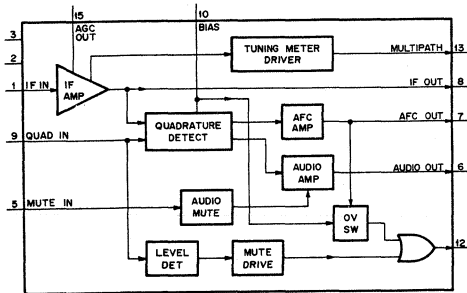 15
AGC
OUT
10
BIAS
3
2
1
IF IN
IF
AMP
TUNING METER
DRIVER
MULTIPATH
13
IF OUT
8
9
QUAD IN
QUADRATURE
DETECT
AFC
AMP
AFC OUT
7
AUDIO
AMP
AUDIO OUT
6
5
MUTE IN
AUDIO
MUTE
OV
SW
LEVEL
DET
MUTE
DRIVE
12